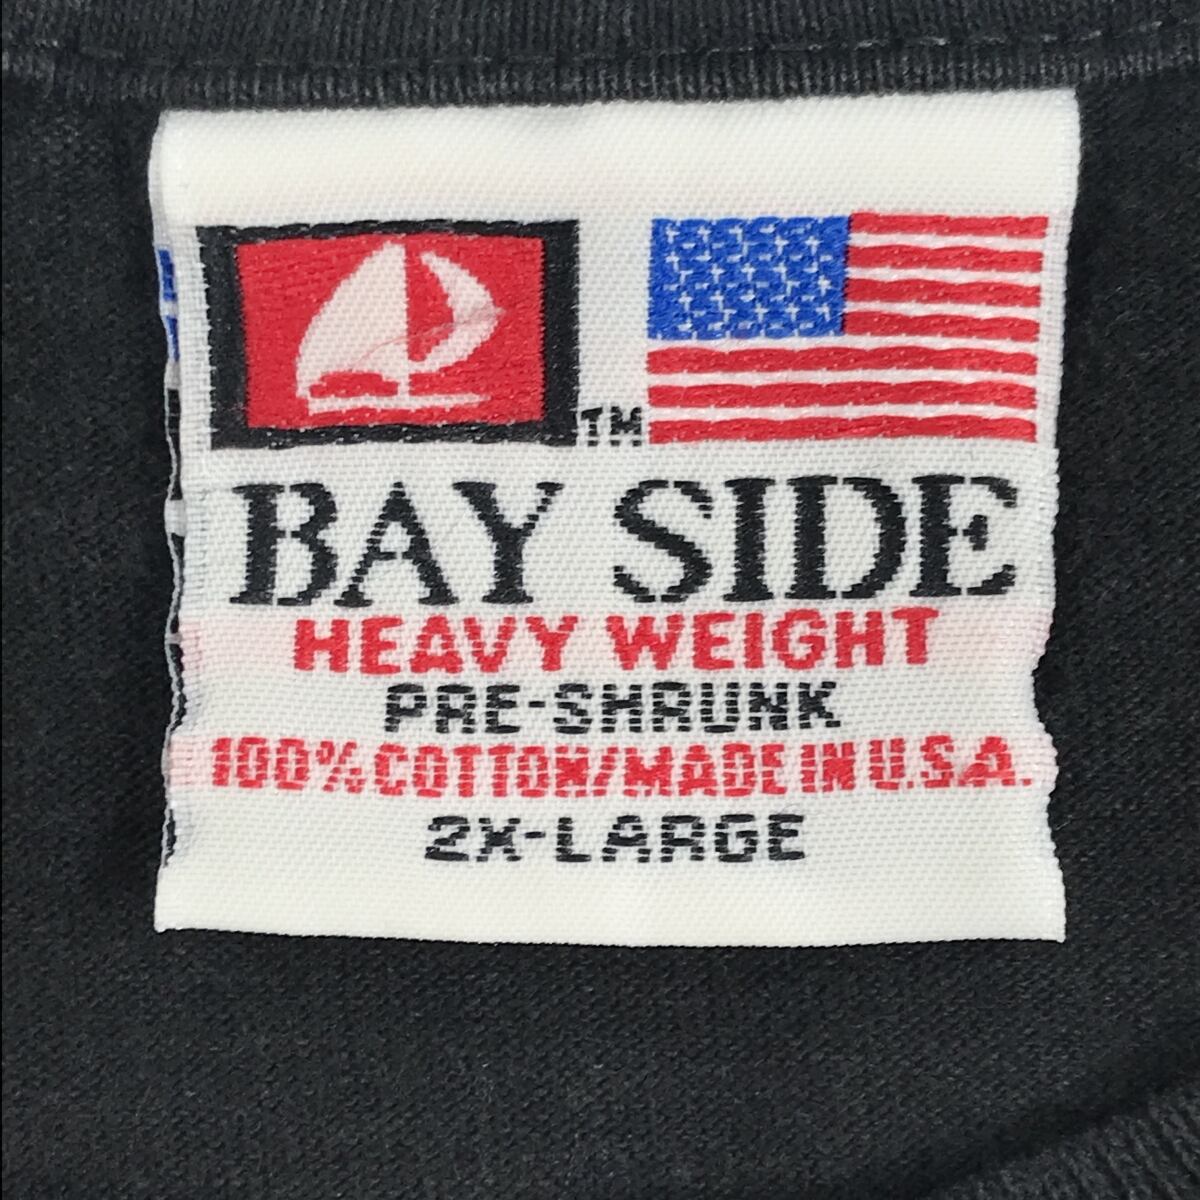 TM
BAY SIDE
HEAVY WEIGHT
PRE-SHRUNK
100% COTTON/MADE IN U.S.A.
2X-LARGE